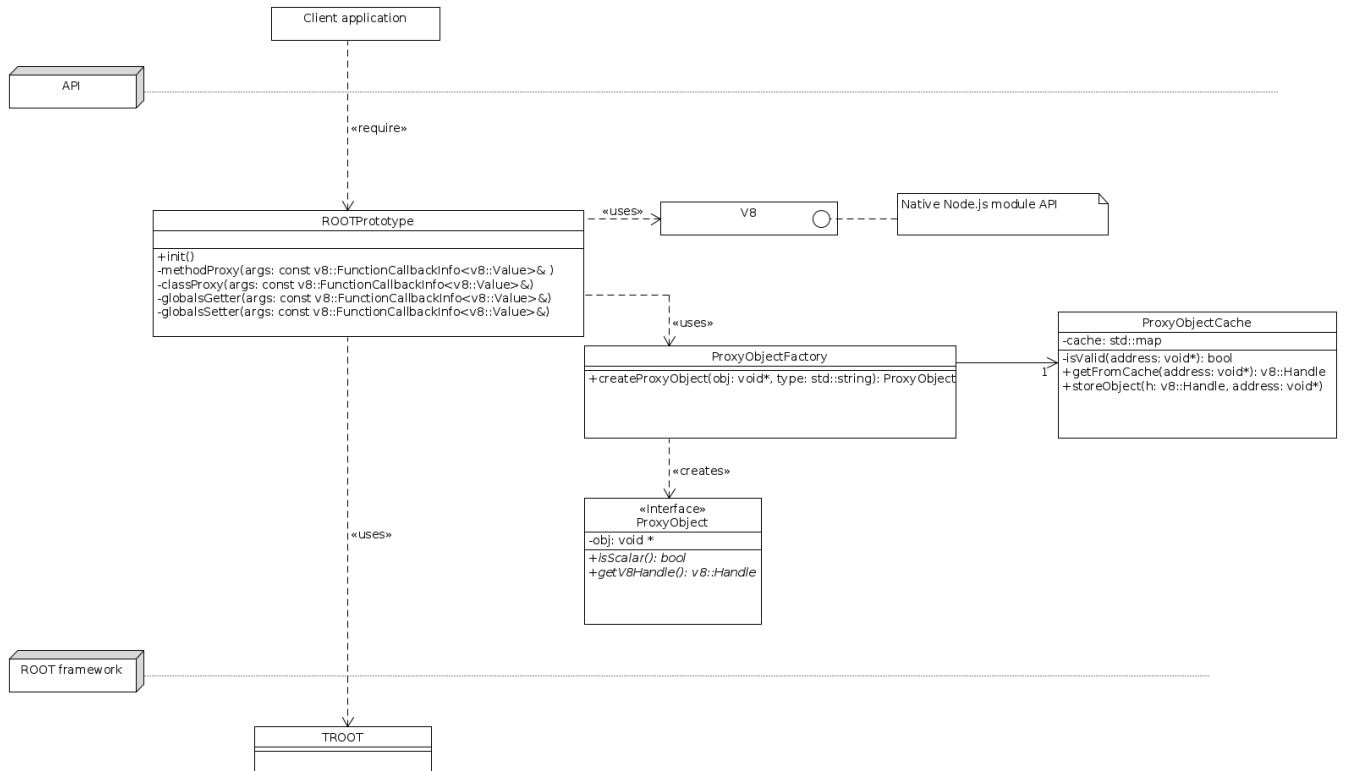 Client application
API
«require»
ROOTPrototype
+init()
-methodProxy(args: const v8::FunctionCallbackInfo<v8::Value>& )
-classProxy(args: const v8::FunctionCallbackInfo<v8::Value>&)
-globalsGetter(args: const v8::FunctionCallbackInfo<v8::Value>&)
-globalsSetter(args: const v8::FunctionCallbackInfo<v8::Value>&)
«uses»
V8
Native Node.js module API
«uses»
ProxyObjectFactory
+createProxyObject(obj: void*, type: std::string): ProxyObject
1
ProxyObjectCache
-cache: std::map
-isValid(address: void*): bool
+getFromCache(address: void*): v8::Handle
+storeObject(h: v8::Handle, address: void*)
«creates»
«Interface»
ProxyObject
-obj: void *
+isScalar(): bool
+getV8Handle(): v8::Handle
«uses»
ROOT framework
TROOT